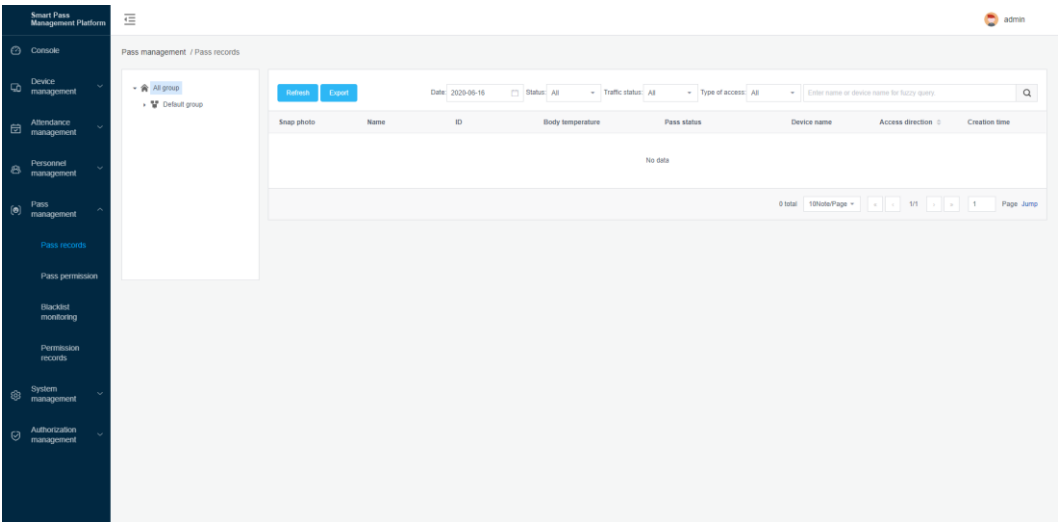 Smart Pass
Management Platform
admin
Console
Device
management
Attendance
management
Personnel
management
Pass
management
Pass records
Pass permission
Blacklist
monitoring
Permission
records
System
management
Authorization
management
Pass management / Pass records
All group
Default group
Refresh Export Date: 2020-06-16 Status: All Traffic status: All Type of access: All Enter name or device name for fuzzy query.
Snap photo Name ID Body temperature Pass status Device name Access direction Creation time
No data
0 total 10Note/Page « ‹ 1/1 › » 1 Page Jump